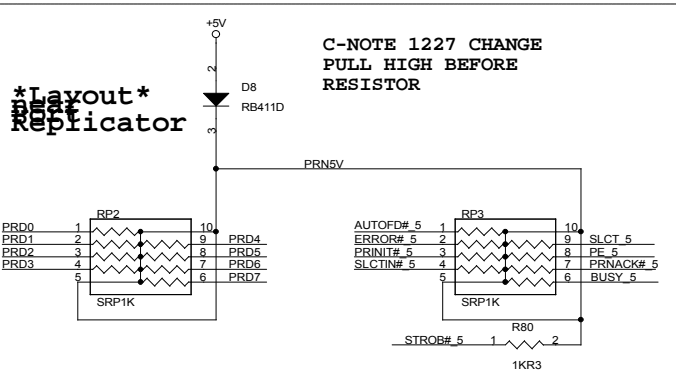 +5V
C-NOTE 1227 CHANGE
PULL HIGH BEFORE
RESISTOR
2
D8
RB411D
3
*Layout*
near
port
Replicator
PRN5V
RP2
PRD0 1 10
PRD1 2 9 PRD4
PRD2 3 8 PRD5
PRD3 4 7 PRD6
5 6 PRD7
SRP1K
RP3
AUTOFD#_5 1 10
ERROR#_5 2 9 SLCT_5
PRINIT#_5 3 8 PE_5
SLCTIN#_5 4 7 PRNACK#_5
5 6 BUSY_5
SRP1K
R80
STROB#_5 1 2
1KR3